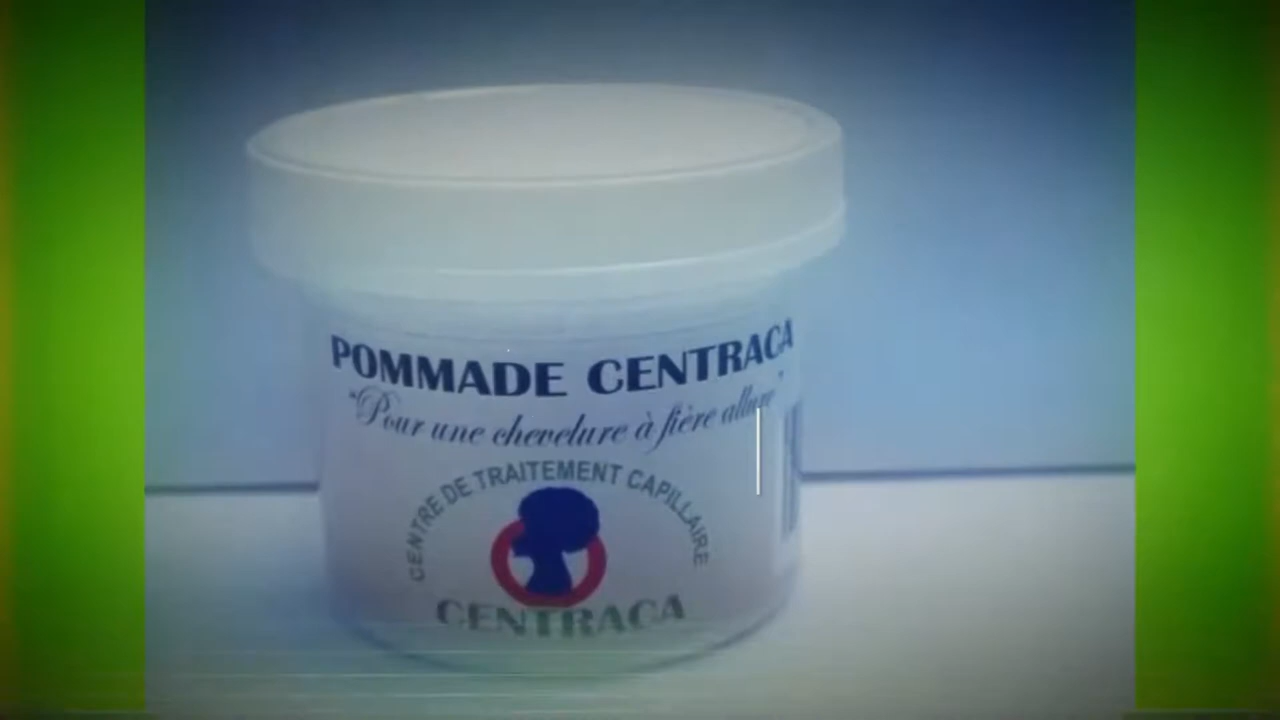 POMMADE CENTRACA
"Pour une chevelure à fière allure"
CENTRE DE TRAITEMENT CAPILLAIRE
CENTRACA